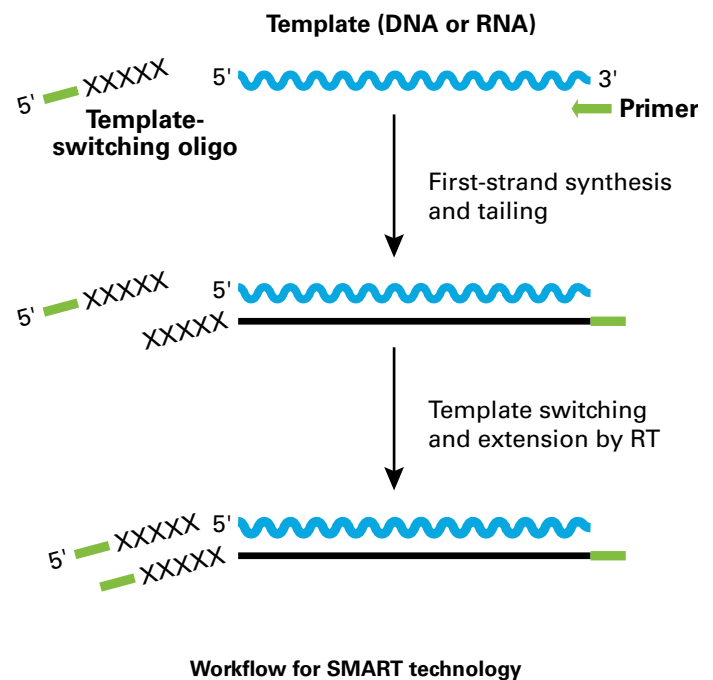 Template (DNA or RNA)
5' XXXXX
5'
3'
Primer
Template-
switching oligo
First-strand synthesis
and tailing
5' XXXXX
5'
XXXXX
Template switching
and extension by RT
5' XXXXX
5'
XXXXX
Workflow for SMART technology